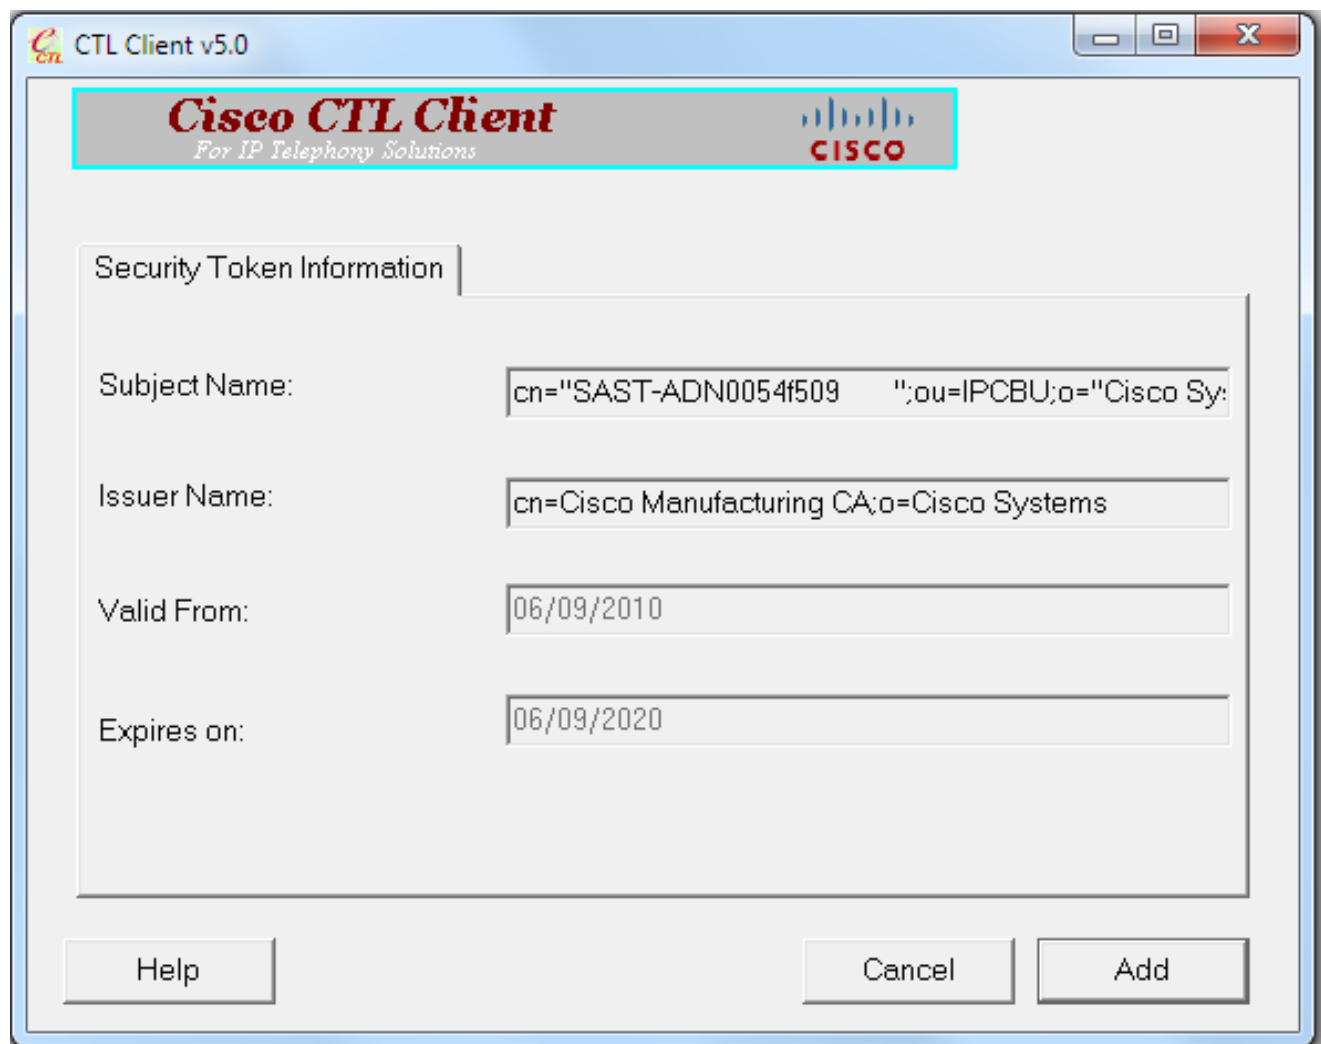 CTL Client v5.0
Cisco CTL Client
For IP Telephony Solutions
CISCO
Security Token Information
Subject Name:
cn="SAST-ADN0054f509 ";ou=IPCBU;o="Cisco Sys
Issuer Name:
cn=Cisco Manufacturing CA;o=Cisco Systems
Valid From:
06/09/2010
Expires on:
06/09/2020
Help
Cancel
Add